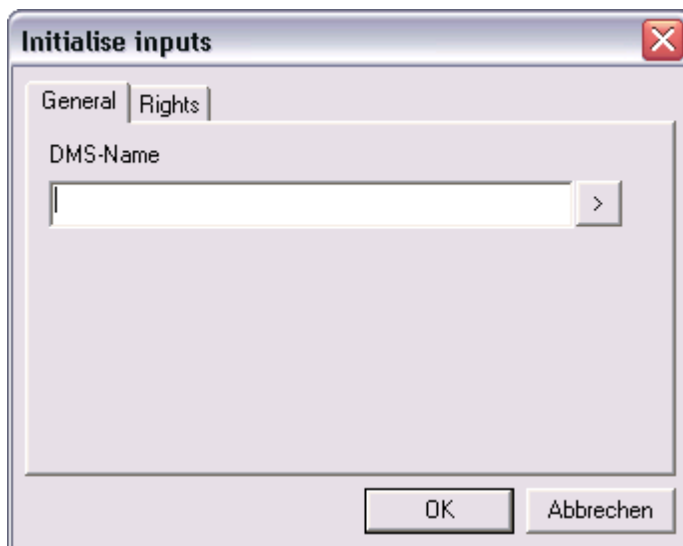 Initialise inputs
General Rights
DMS-Name
>
OK Abbrechen